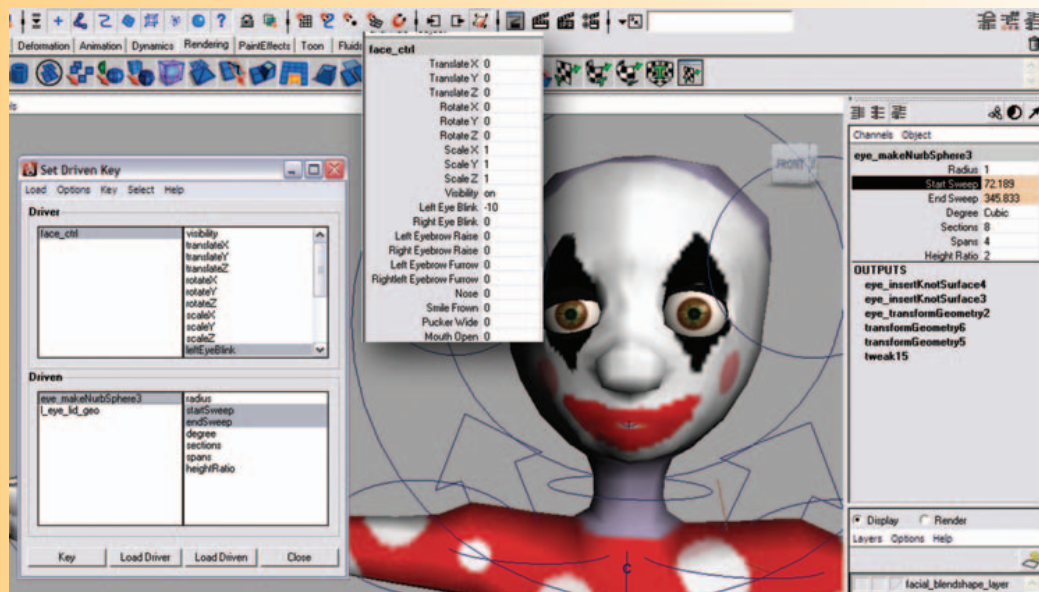 Deformation Animation Dynamics Rendering PaintEffects Toon Fluids
face_ctrl
Translate X 0
Translate Y 0
Translate Z 0
Rotate X 0
Rotate Y 0
Rotate Z 0
Scale X 1
Scale Y 1
Scale Z 1
Visibility on
Left Eye Blink -10
Right Eye Blink 0
Left Eyebrow Raise 0
Right Eyebrow Raise 0
Left Eyebrow Furrow 0
Rightleft Eyebrow Furrow 0
Nose 0
Smile Frown 0
Pucker Wide 0
Mouth Open 0
Set Driven Key
Load Options Key Select Help
Driver
face_ctrl
visibility
translateX
translateY
translateZ
rotateX
rotateY
rotateZ
scaleX
scaleY
scaleZ
leftEyeBlink
Driven
eye_makeNurbSphere3
l_eye_lid_geo
radius
startSweep
endSweep
degree
sections
spans
heightRatio
Key Load Driver Load Driven Close
FRONT
C
Channels Object
eye_makeNurbSphere3
Radius 1
Start Sweep 72.189
End Sweep 345.833
Degree Cubic
Sections 8
Spans 4
Height Ratio 2
OUTPUTS
eye_insertKnotSurface4
eye_insertKnotSurface3
eye_transformGeometry2
transformGeometry6
transformGeometry5
tweak15
Display Render
Layers Options Help
facial_blendshape_layer